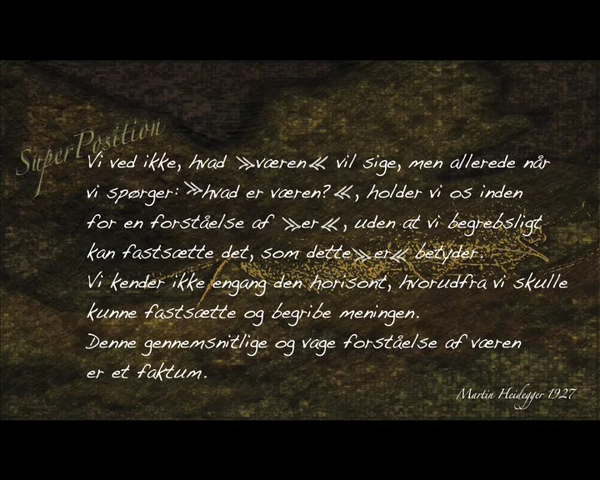 SuperPosition
Vi ved ikke, hvad »væren« vil sige, men allerede når
vi spørger: »hvad er væren?«, holder vi os inden
for en forståelse af »er«, uden at vi begrebsligt
kan fastsætte det, som dette »er« betyder.
Vi kender ikke engang den horisont, hvorudfra vi skulle
kunne fastsætte og begribe meningen.
Denne gennemsnitlige og vage forståelse af væren
er et faktum.
Martin Heidegger 1927